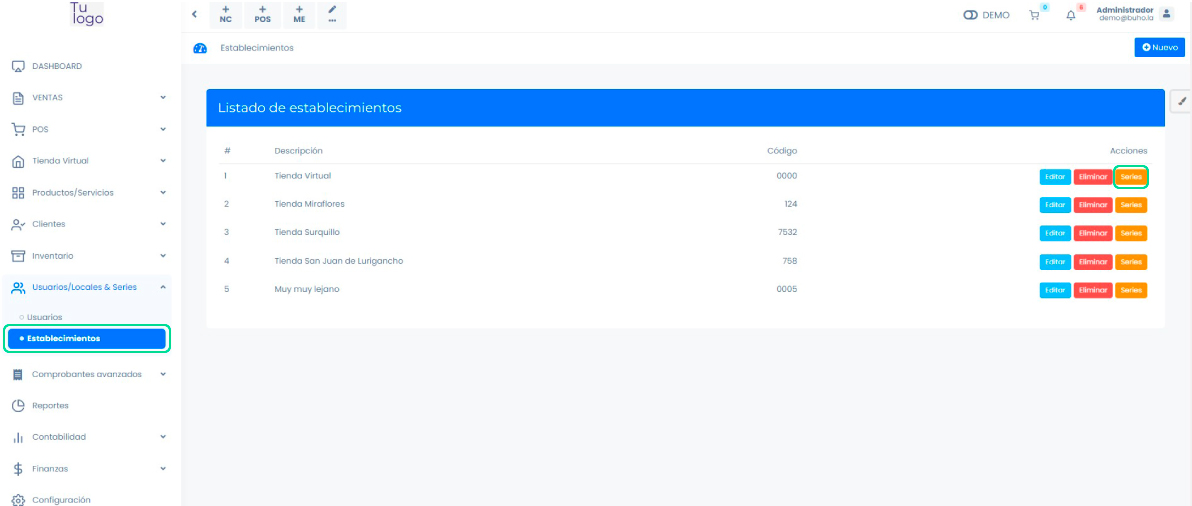 Tu
logo
+ NC
+ POS
+ ME
...
DEMO
0
6
Administrador
demo@buho.la
Establecimientos
Nuevo
DASHBOARD
VENTAS
POS
Tienda Virtual
Productos/Servicios
Clientes
Inventario
Usuarios/Locales & Series
Usuarios
Establecimientos
Comprobantes avanzados
Reportes
Contabilidad
Finanzas
Configuración
Listado de establecimientos
# Descripción Código Acciones
1 Tienda Virtual 0000 Editar Eliminar Series
2 Tienda Miraflores 124 Editar Eliminar Series
3 Tienda Surquillo 7532 Editar Eliminar Series
4 Tienda San Juan de Lurigancho 758 Editar Eliminar Series
5 Muy muy lejano 0005 Editar Eliminar Series